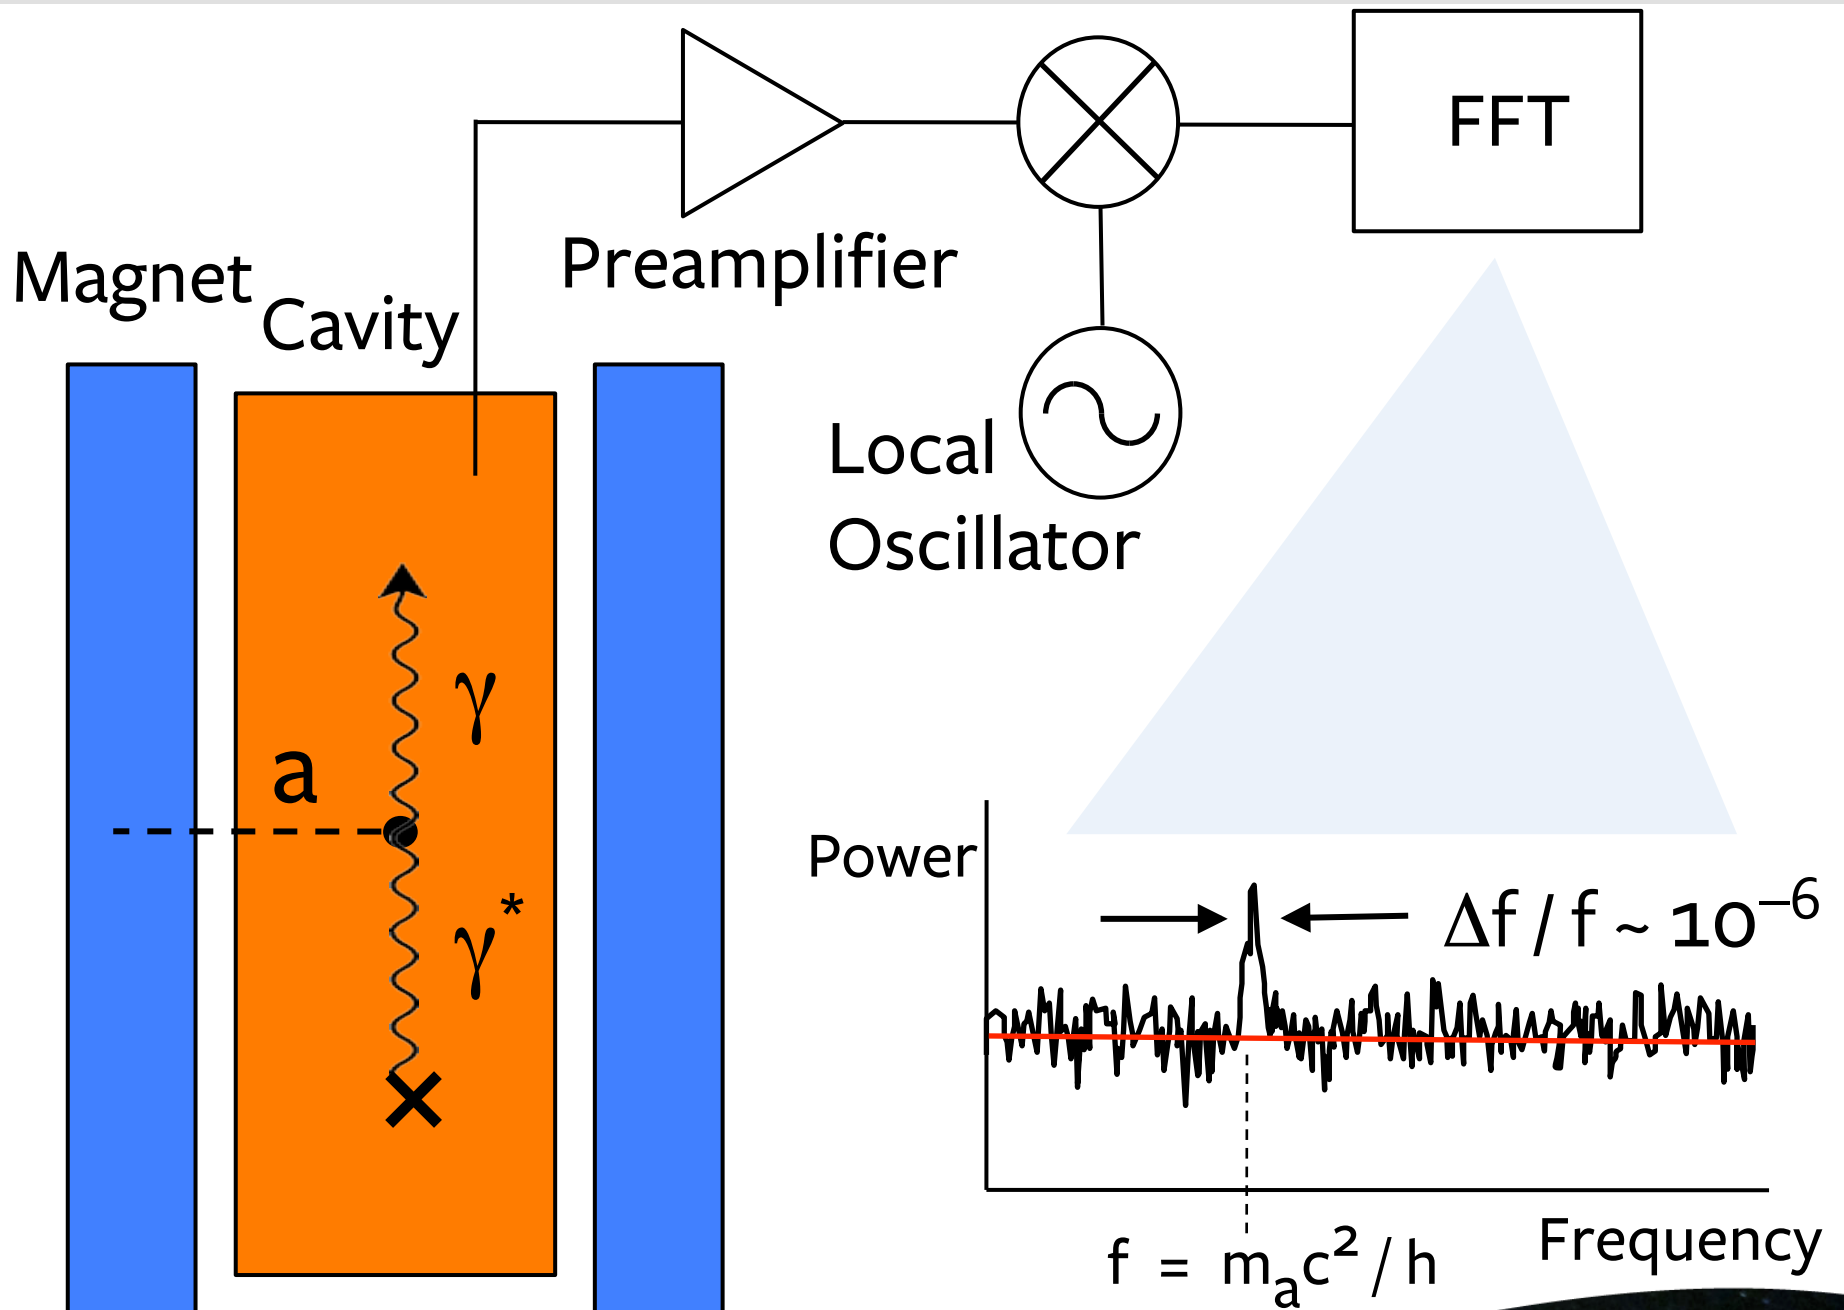 FFT
Magnet
Cavity
Preamplifier
Local
Oscillator
γ
a
γ*
Power
Δf / f ~ 10⁻⁶
f = mₐc² / h
Frequency